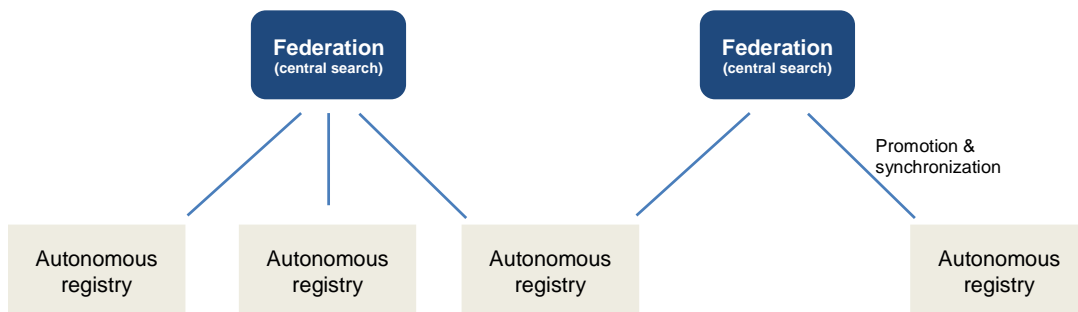 Federation
(central search)
Federation
(central search)
Promotion &
synchronization
Autonomous
registry
Autonomous
registry
Autonomous
registry
Autonomous
registry